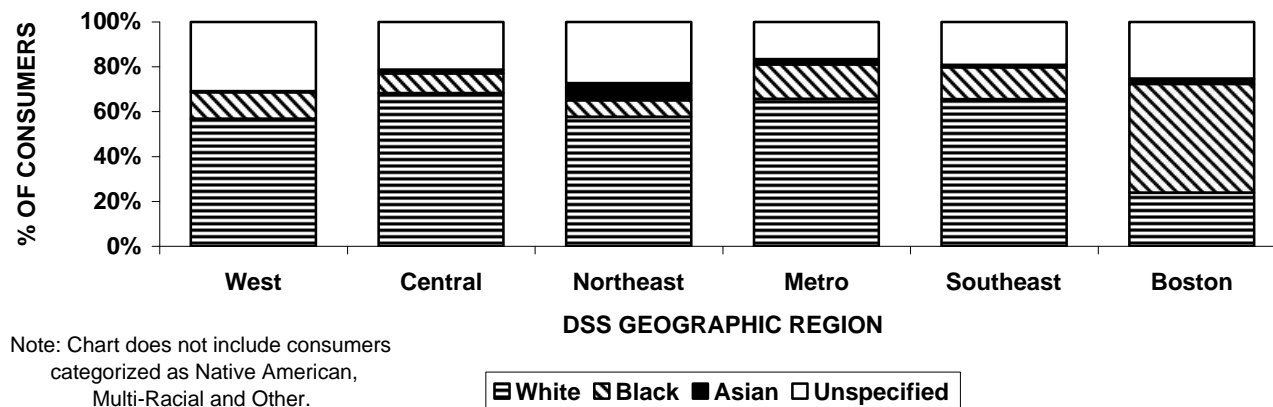 % OF CONSUMERS
100%
80%
60%
40%
20%
0%
West Central Northeast Metro Southeast Boston
DSS GEOGRAPHIC REGION
Note: Chart does not include consumers
categorized as Native American,
Multi-Racial and Other.
White Black Asian Unspecified